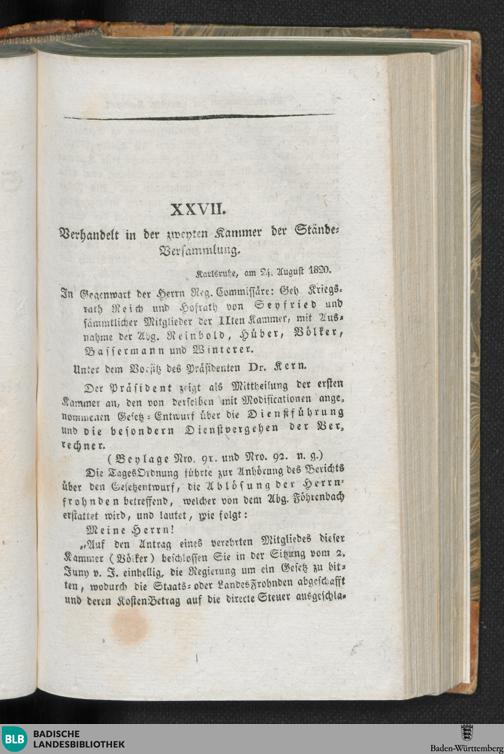 XXVII.
Verhandelt in der zweyten Kammer der Stände-
Versammlung.
Karlsruhe, am 24. August 1820.
In Gegenwart der Herrn Reg. Commissäre: Geh. Kriegs-
rath Reich und Hofrath von Seyfried und
sämmtlicher Mitglieder der IIten Kammer, mit Aus-
nahme der Abg. Reinbold, Hüber, Völker,
Bassermann und Winterer.
Unter dem Vorsitz des Präsidenten Dr. Kern.
Der Präsident zeigt als Mittheilung der ersten
Kammer an, den von derselben mit Modificationen ange-
nommenen Gesetz-Entwurf über die Dienstführung
und die besondern Dienstvergehen der Ver-
rechner.
(Beylage Nro. 91. und Nro. 92. n. g.)
Die TagesOrdnung führte zur Anhörung des Berichts
über den Gesetzentwurf, die Ablösung der Herrn-
frohnden betreffend, welcher von dem Abg. Föhrenbach
erstattet wird, und lautet, wie folgt:
Meine Herrn!
„Auf den Antrag eines verehrten Mitgliedes dieser
Kammer (Völker) beschlossen Sie in der Sitzung vom 2.
Juny v. J. einhellig, die Regierung um ein Gesetz zu bit-
ten, wodurch die Staats- oder LandesFrohnden abgeschafft
und deren KostenBetrag auf die directe Steuer ausgeschla-
BLB
BADISCHE
LANDESBIBLIOTHEK
Baden-Württemberg